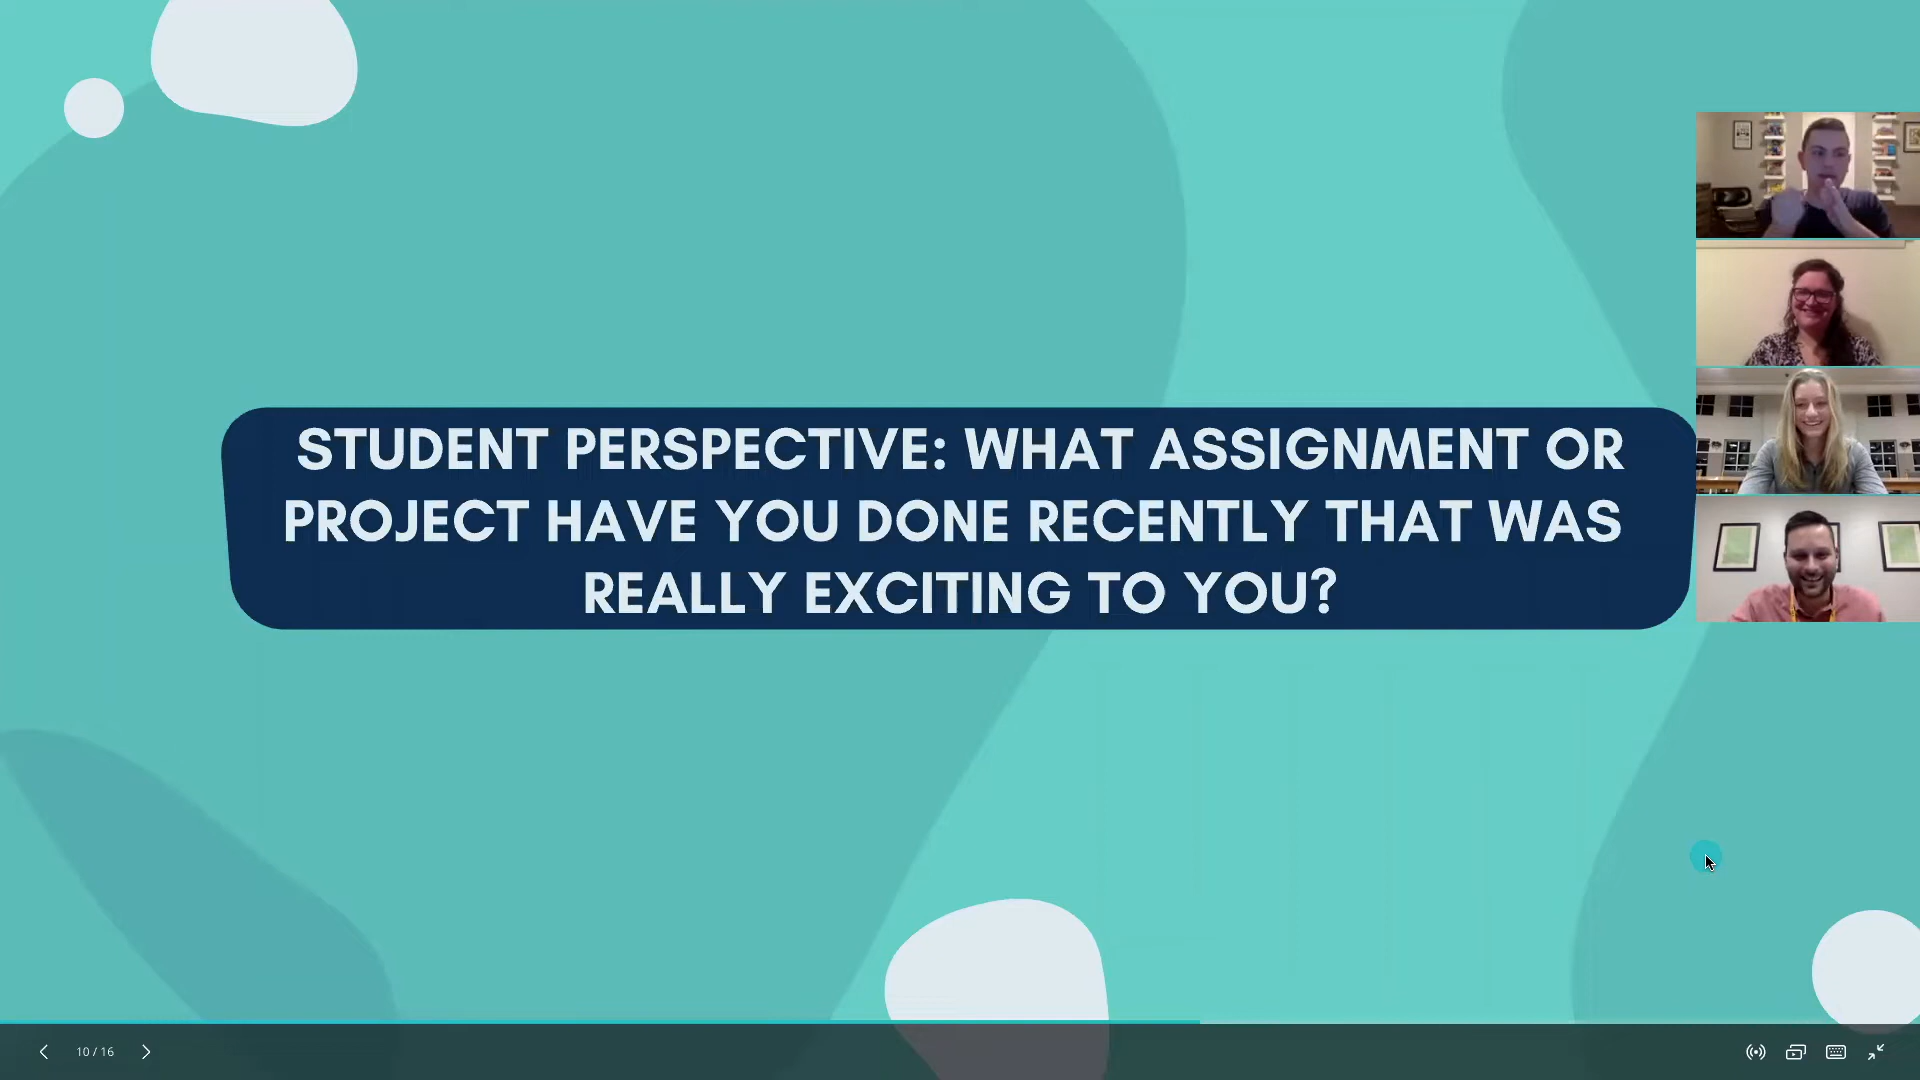 STUDENT PERSPECTIVE: WHAT ASSIGNMENT OR
PROJECT HAVE YOU DONE RECENTLY THAT WAS
REALLY EXCITING TO YOU?
10 / 16